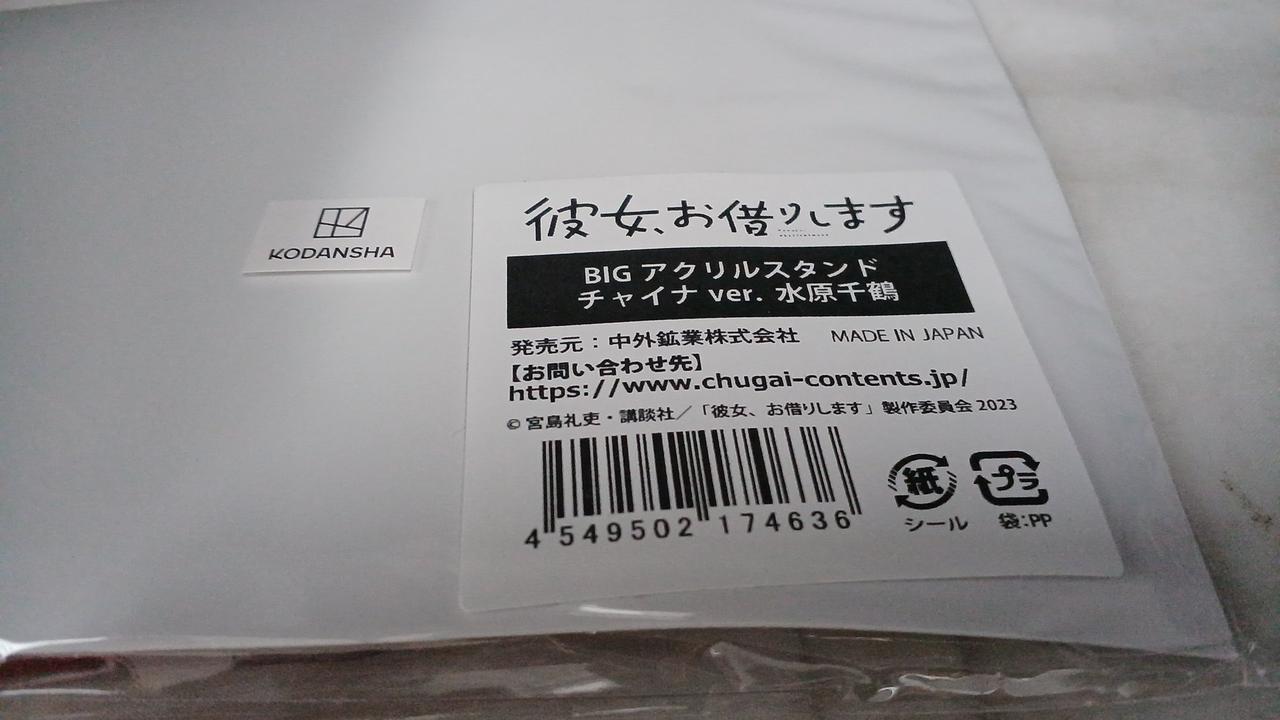 KODANSHA
彼女、お借りします
BIG アクリルスタンド
チャイナ ver. 水原千鶴
発売元：中外鉱業株式会社 MADE IN JAPAN
【お問い合わせ先】
https://www.chugai-contents.jp/
© 宮島礼吏・講談社／「彼女、お借りします」製作委員会 2023
4 549502 174636
紙 プラ
シール 袋:PP